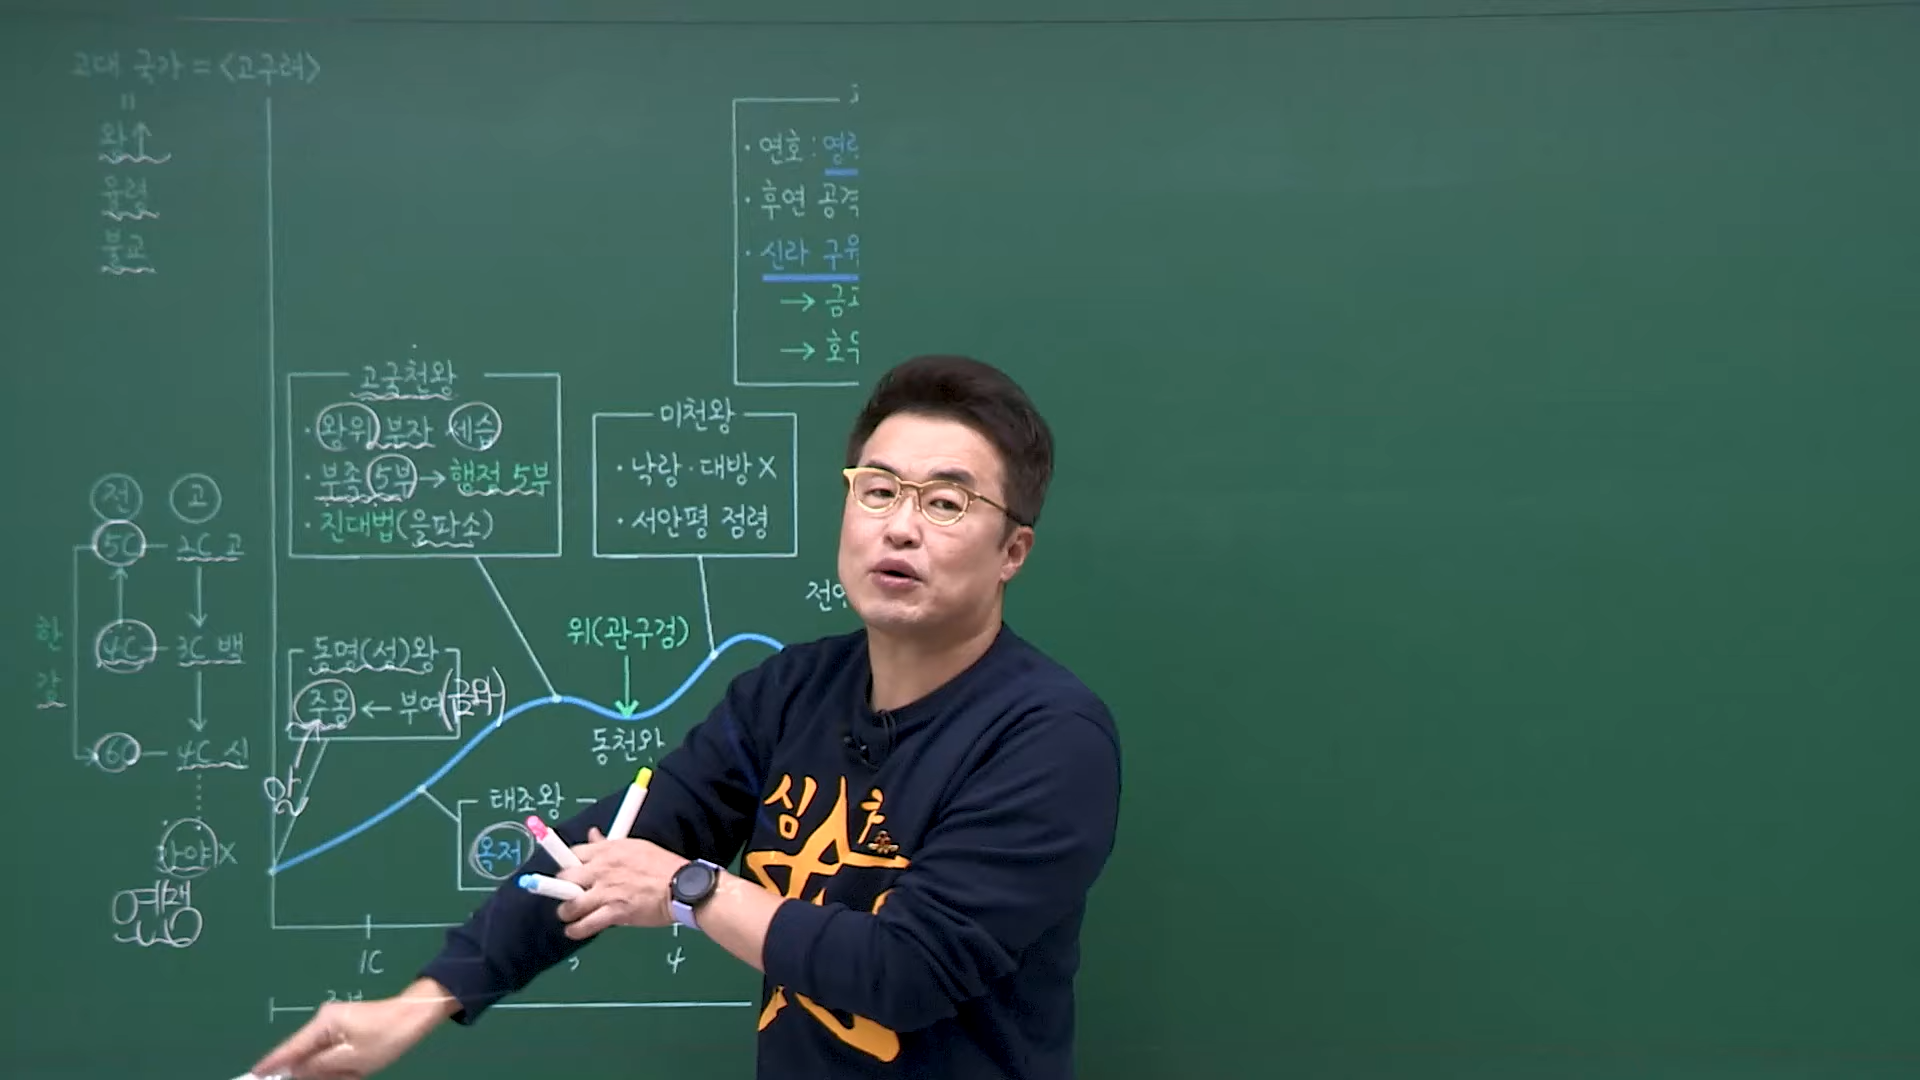 고대 국가 = <고구려>
=
왕↑
율령
불교
· 연호 :
· 후연 공격
· 신라 구
→
→
고국천왕
· 왕위 부자 세습
· 부족 5부 → 행정 5부
· 진대법(을파소)
미천왕
· 낙랑 · 대방 X
· 서안평 점령
전 고
5C 2C 고
4C 3C 백
6C 4C 신
한강
가야 X
연맹
동명(성)왕
주몽 ← 부여(금와)
알
위(관구검)
동천왕
태조왕
옥저
1C
4
심